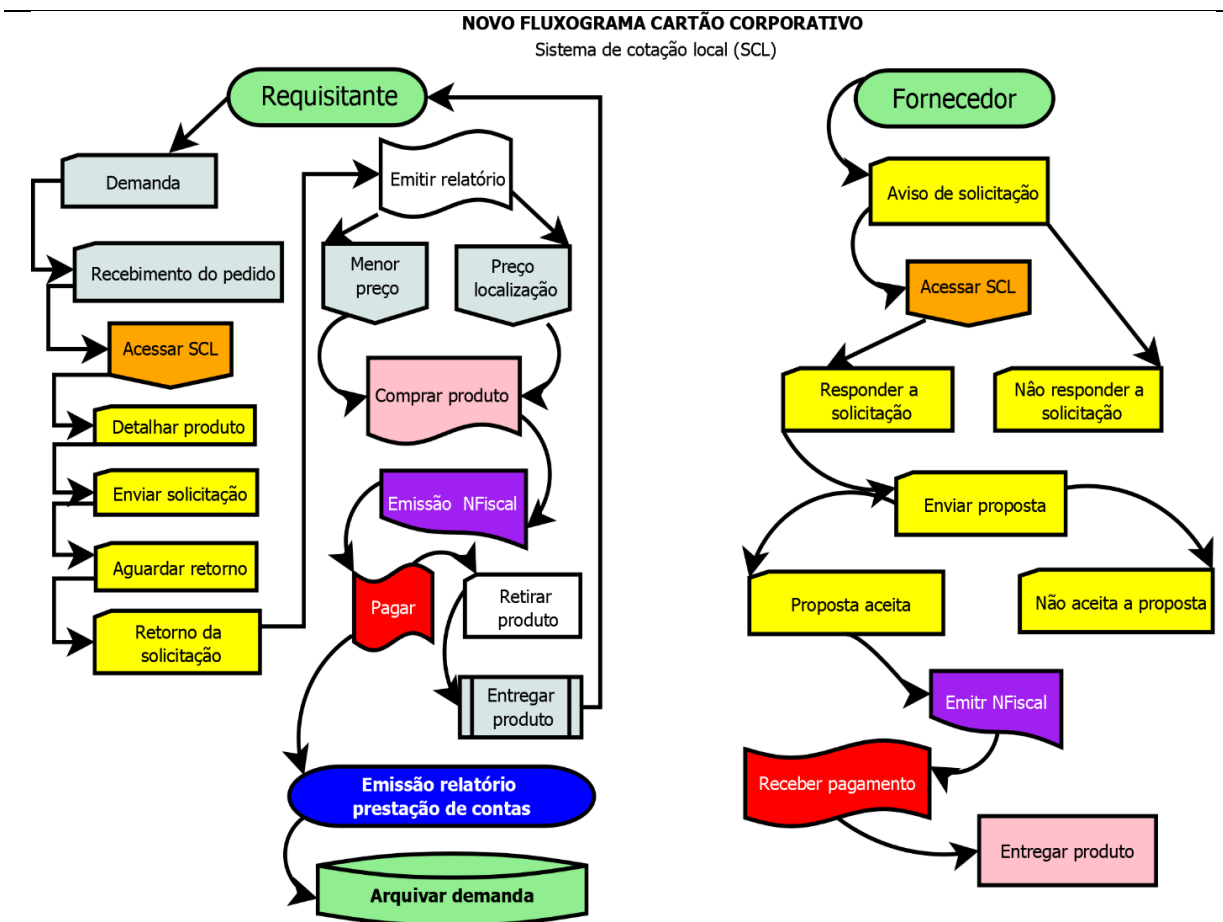 NOVO FLUXOGRAMA CARTÃO CORPORATIVO
Sistema de cotação local (SCL)
Requisitante
Demanda
Recebimento do pedido
Acessar SCL
Detalhar produto
Enviar solicitação
Aguardar retorno
Retorno da
solicitação
Emitir relatório
Menor
preço
Preço
localização
Comprar produto
Emissão NFiscal
Pagar
Retirar
produto
Entregar
produto
Emissão relatório
prestação de contas
Arquivar demanda
Fornecedor
Aviso de solicitação
Acessar SCL
Responder a
solicitação
Nâo responder a
solicitação
Enviar proposta
Proposta aceita
Não aceita a proposta
Emitr NFiscal
Receber pagamento
Entregar produto